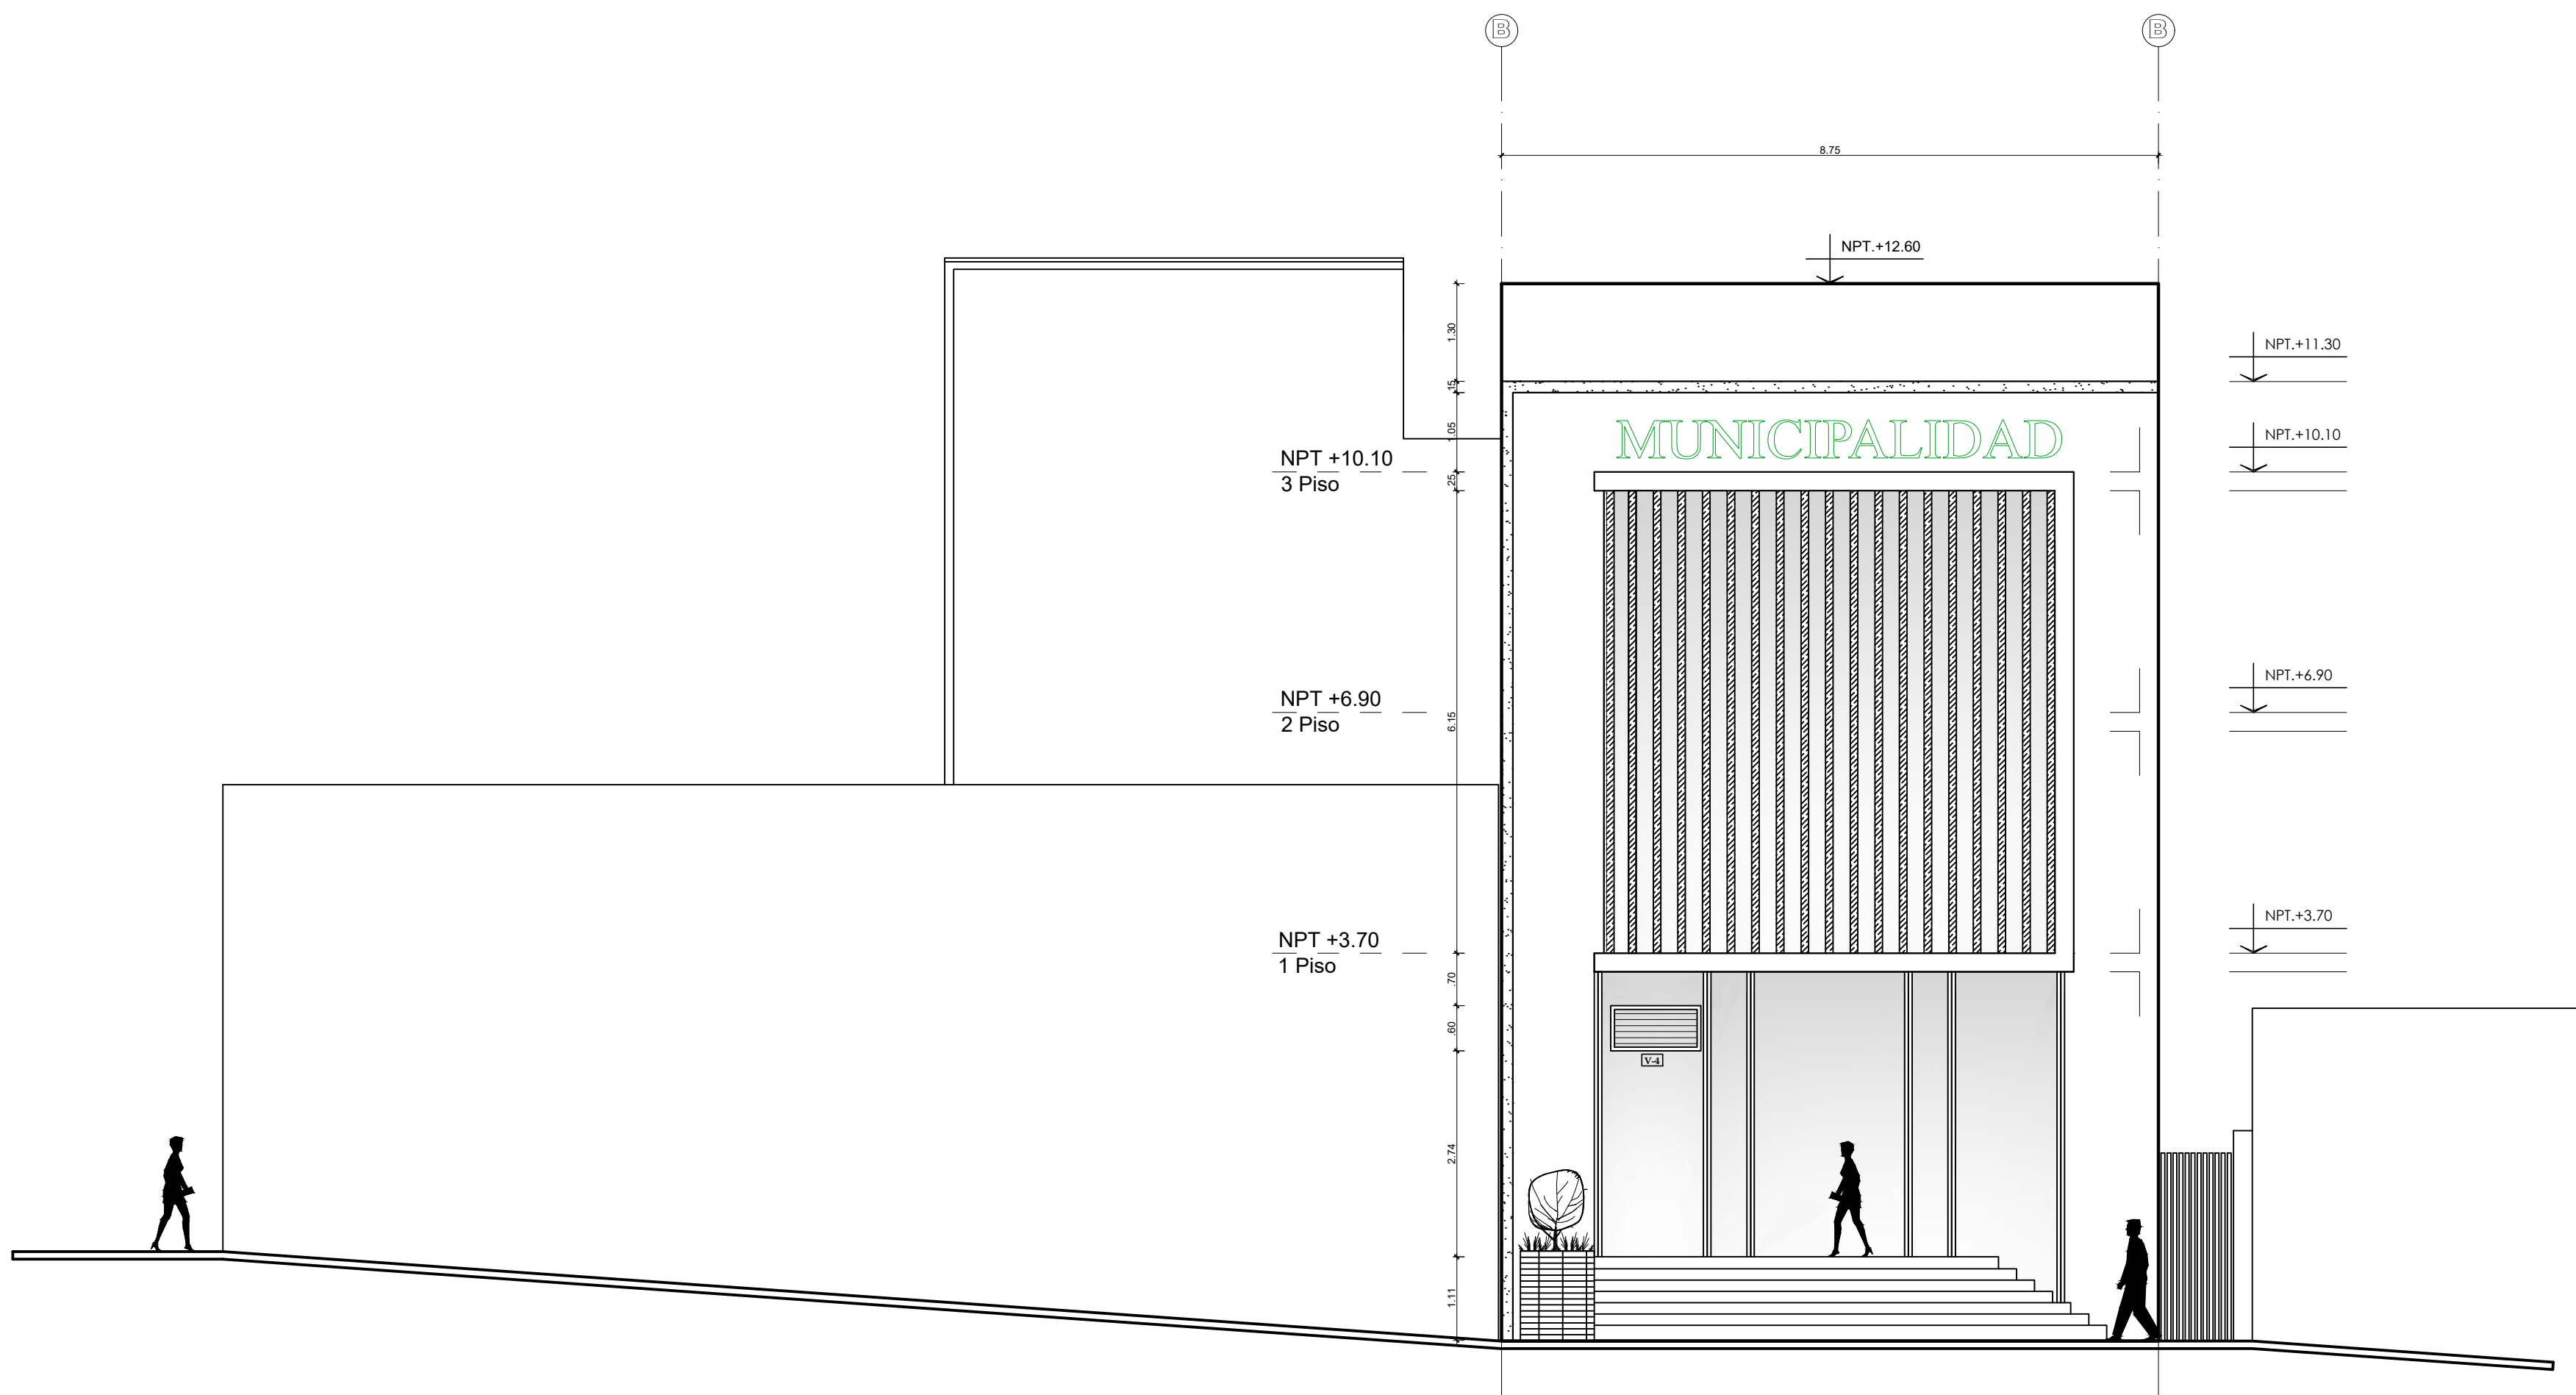 B
B
8.75
NPT.+12.60
1.30
NPT.+11.30
.15
1.05
MUNICIPALIDAD
NPT.+10.10
NPT +10.10
3 Piso
.25
NPT.+6.90
NPT +6.90
2 Piso
6.15
NPT.+3.70
NPT +3.70
1 Piso
.70
.60
V-4
2.74
1.11